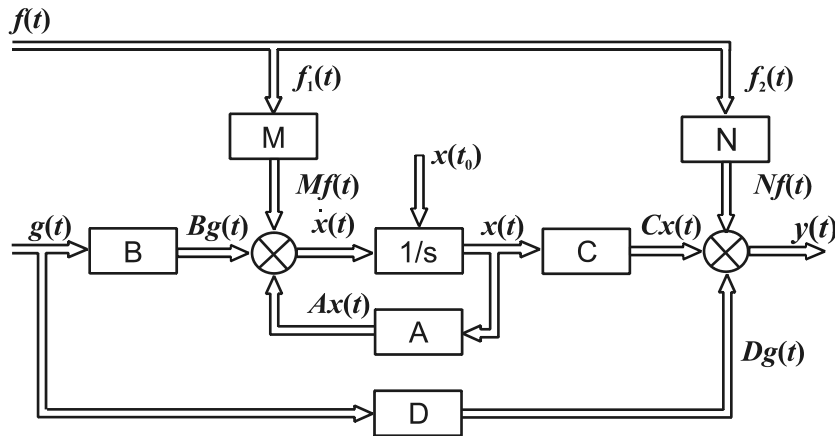 f(t)
f₁(t)
f₂(t)
M
N
x(t₀)
Mf(t)
Nf(t)
g(t)
Bg(t)
ẋ(t)
x(t)
Cx(t)
y(t)
B
1/s
C
Ax(t)
A
Dg(t)
D